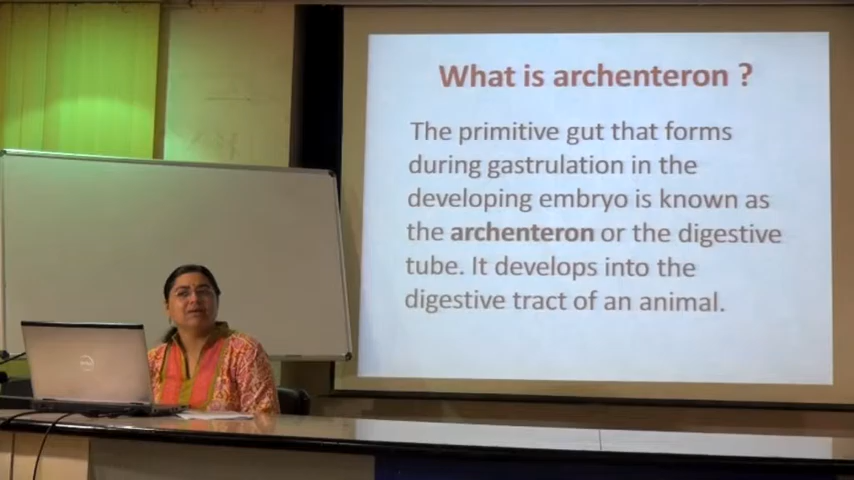 What is archenteron ?
The primitive gut that forms
during gastrulation in the
developing embryo is known as
the archenteron or the digestive
tube. It develops into the
digestive tract of an animal.